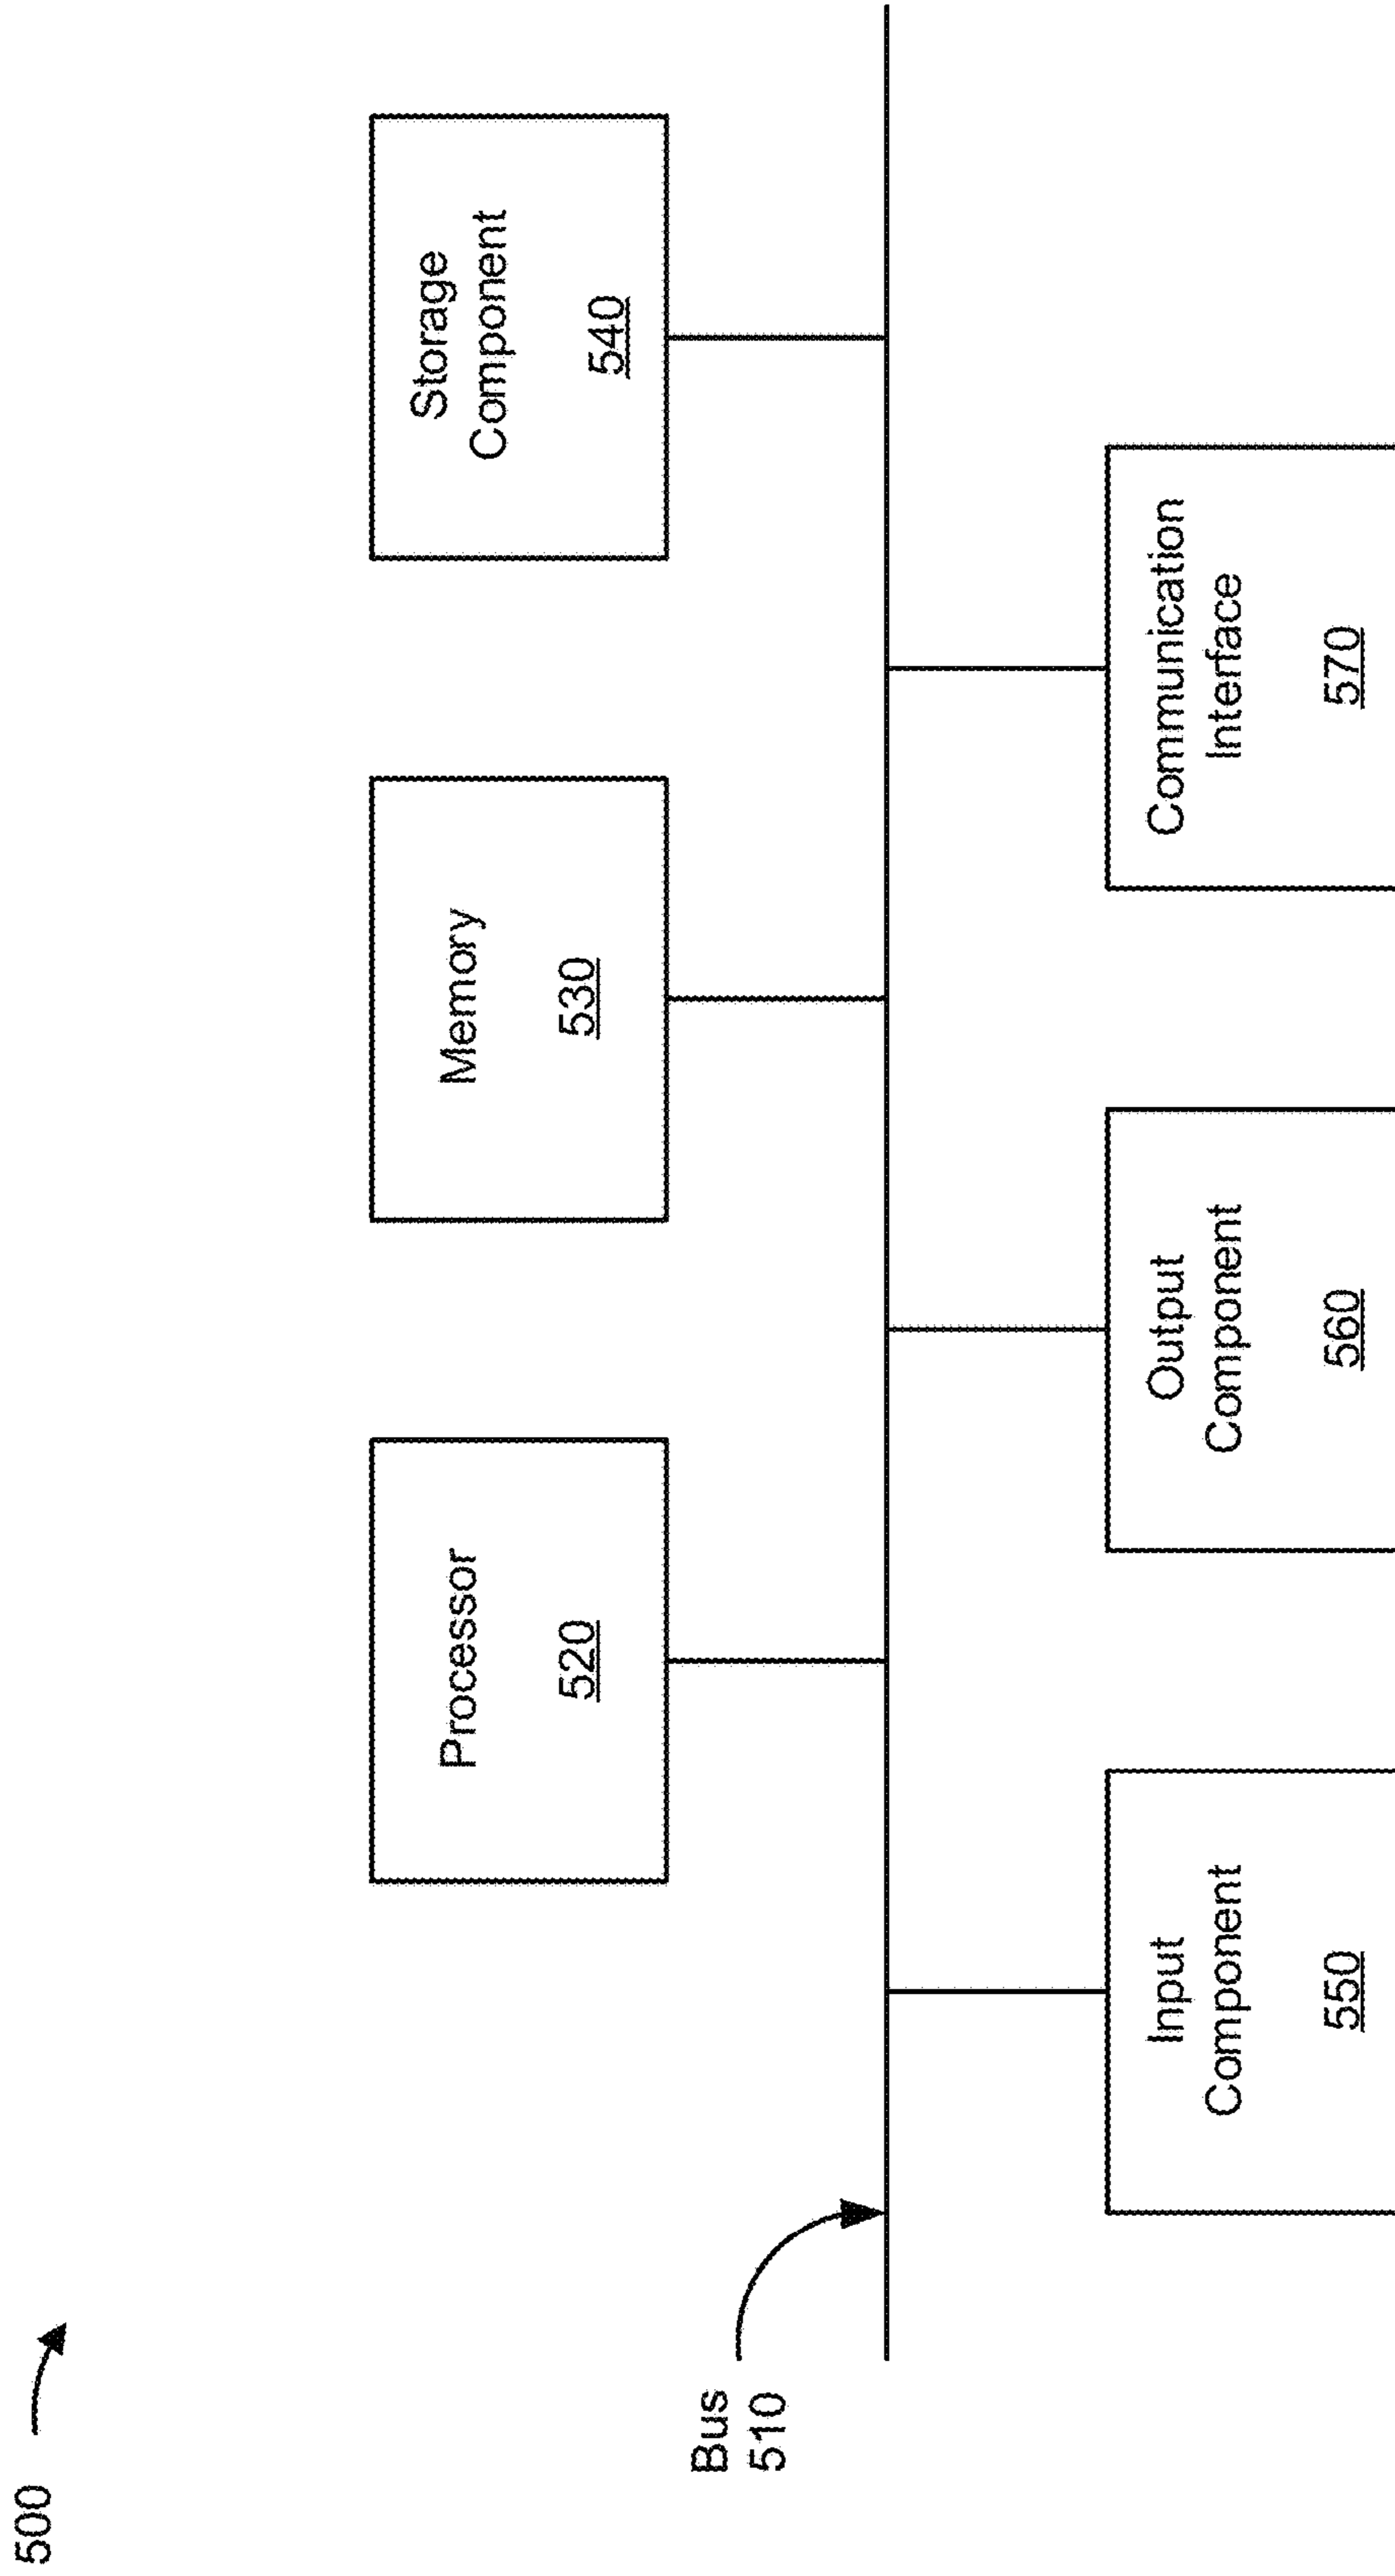 500
Processor
520
Memory
530
Storage
Component
540
Bus
510
Input
Component
550
Output
Component
560
Communication
Interface
570